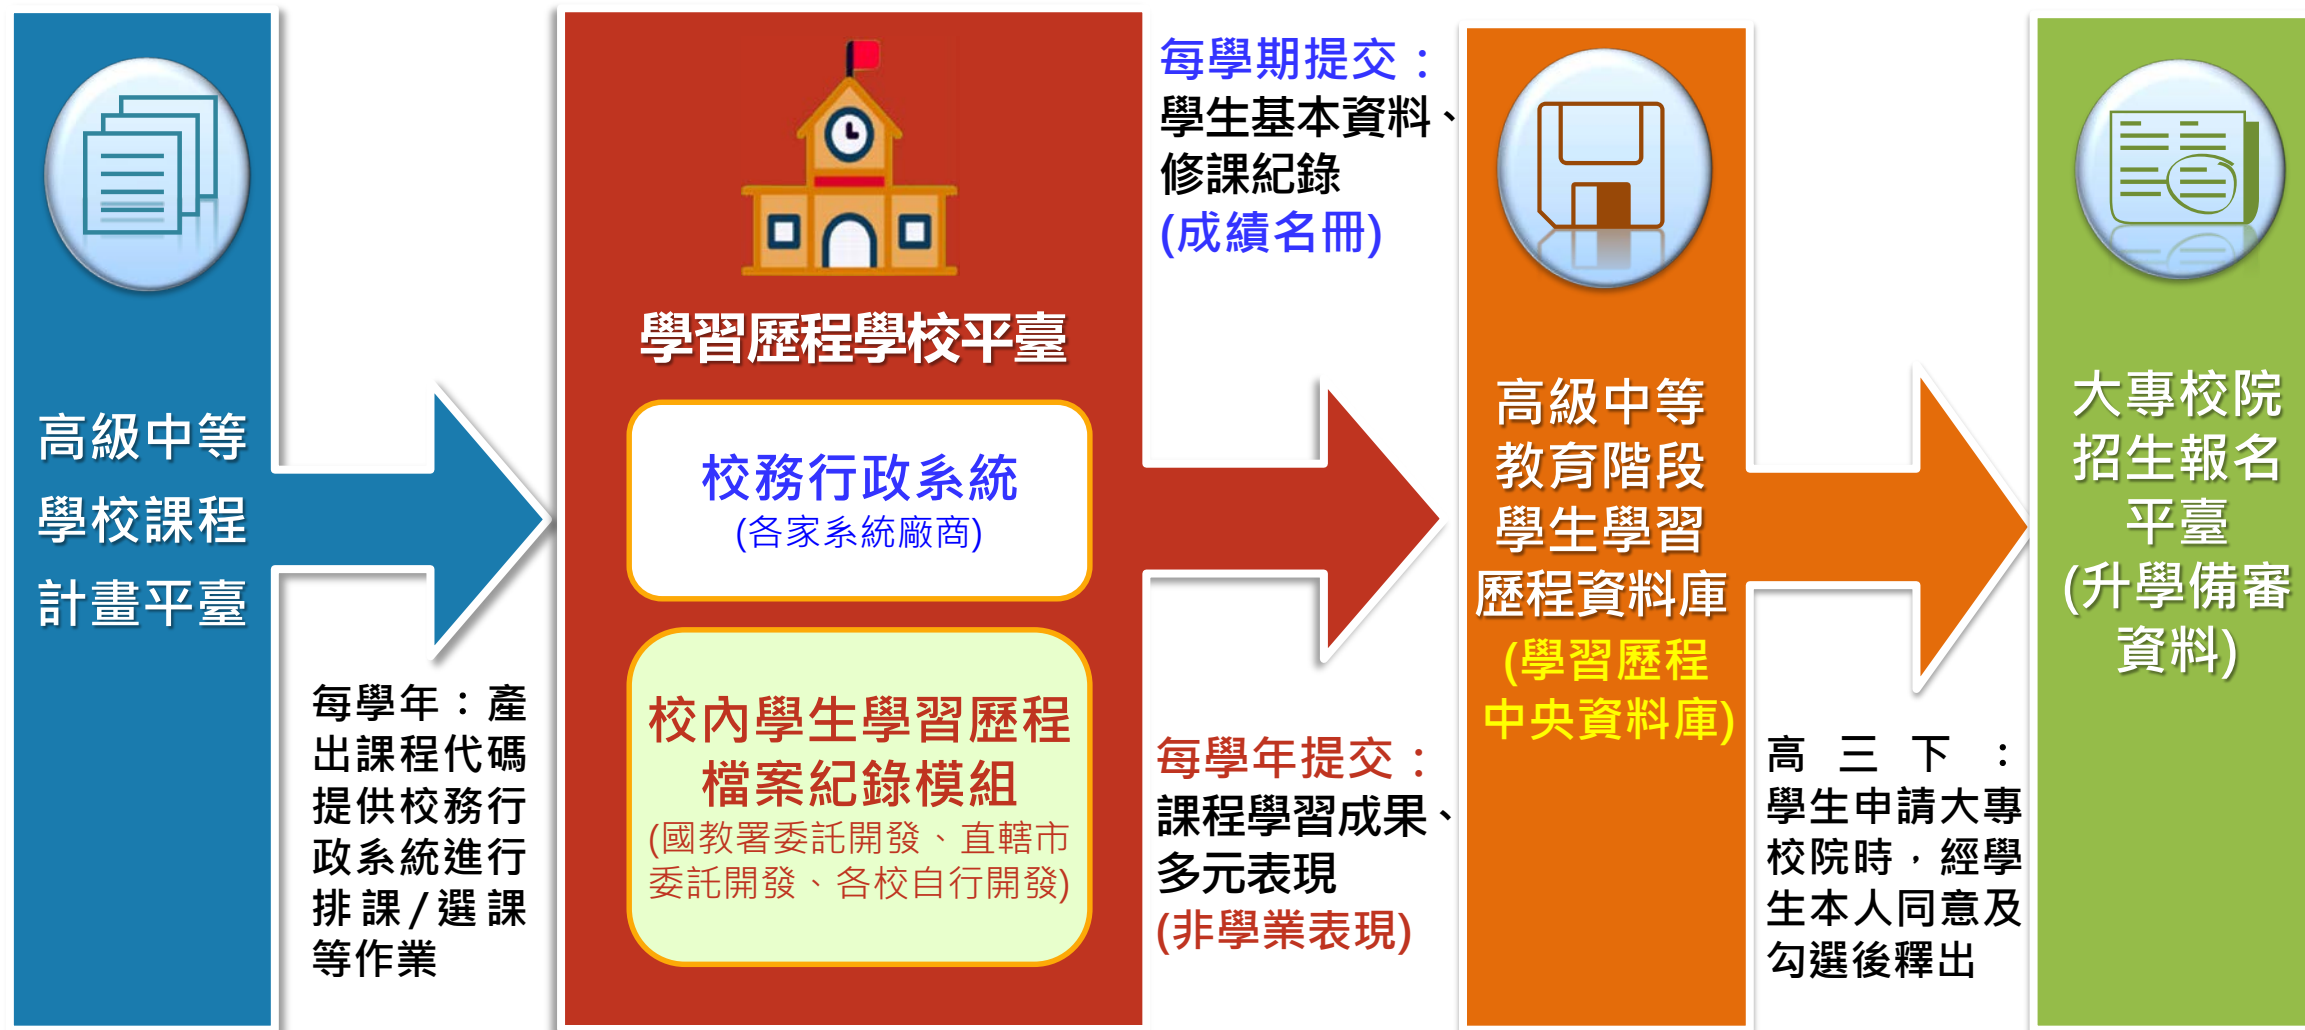 高級中等
學校課程
計畫平臺
每學年：產
出課程代碼
提供校務行
政系統進行
排課/選課
等作業
學習歷程學校平臺
校務行政系統
(各家系統廠商)
校內學生學習歷程
檔案紀錄模組
(國教署委託開發、直轄市
委託開發、各校自行開發)
每學期提交：
學生基本資料、
修課紀錄
(成績名冊)
每學年提交：
課程學習成果、
多元表現
(非學業表現)
高級中等
教育階段
學生學習
歷程資料庫
(學習歷程
中央資料庫)
高三下：
學生申請大專
校院時，經學
生本人同意及
勾選後釋出
大專校院
招生報名
平臺
(升學備審
資料)